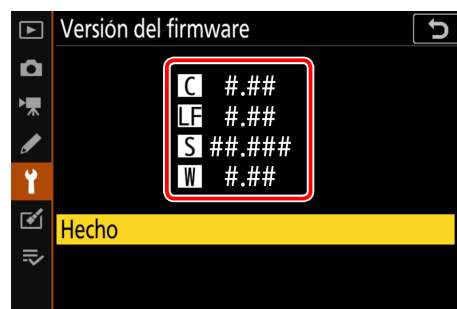 Versión del firmware
C #.##
LF #.##
S ##.###
W #.##
Hecho